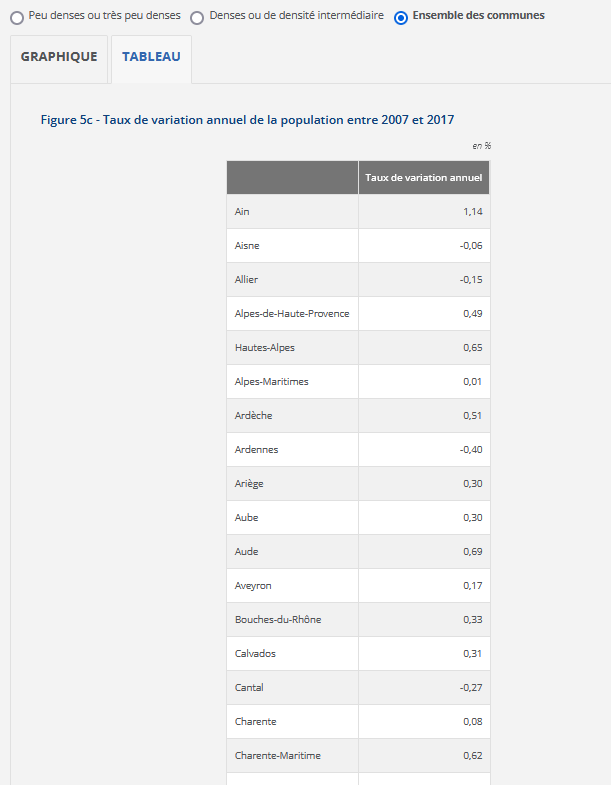 Peu denses ou très peu denses Denses ou de densité intermédiaire Ensemble des communes
GRAPHIQUE TABLEAU
Figure 5c - Taux de variation annuel de la population entre 2007 et 2017
en %
Taux de variation annuel
Ain 1,14
Aisne -0,06
Allier -0,15
Alpes-de-Haute-Provence 0,49
Hautes-Alpes 0,65
Alpes-Maritimes 0,01
Ardèche 0,51
Ardennes -0,40
Ariège 0,30
Aube 0,30
Aude 0,69
Aveyron 0,17
Bouches-du-Rhône 0,33
Calvados 0,31
Cantal -0,27
Charente 0,08
Charente-Maritime 0,62